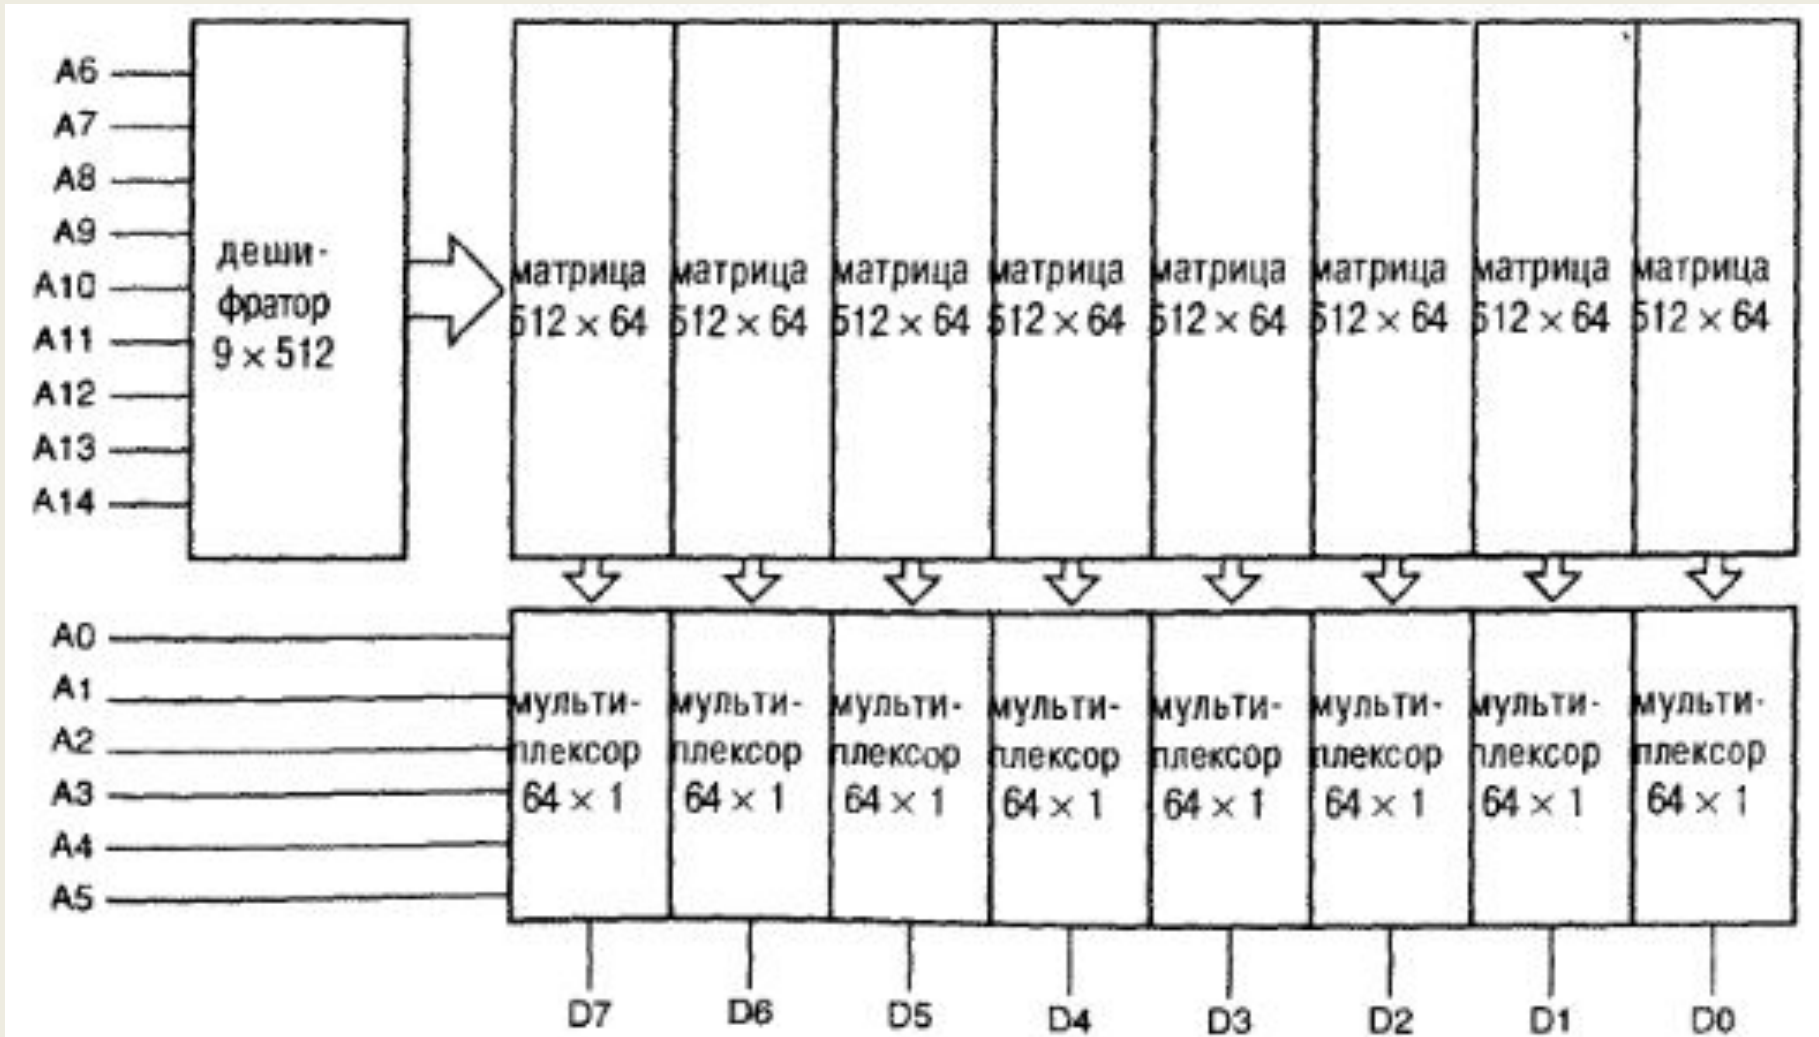 A6
A7
A8
A9
A10
A11
A12
A13
A14
деши-
фратор
9 × 512
матрица матрица матрица матрица матрица матрица матрица матрица
512 × 64 512 × 64 512 × 64 512 × 64 512 × 64 512 × 64 512 × 64 512 × 64
A0
A1
A2
A3
A4
A5
мульти- мульти- мульти- мульти- мульти- мульти- мульти- мульти-
плексор плексор плексор плексор плексор плексор плексор плексор
64 × 1 64 × 1 64 × 1 64 × 1 64 × 1 64 × 1 64 × 1 64 × 1
D7 D6 D5 D4 D3 D2 D1 D0